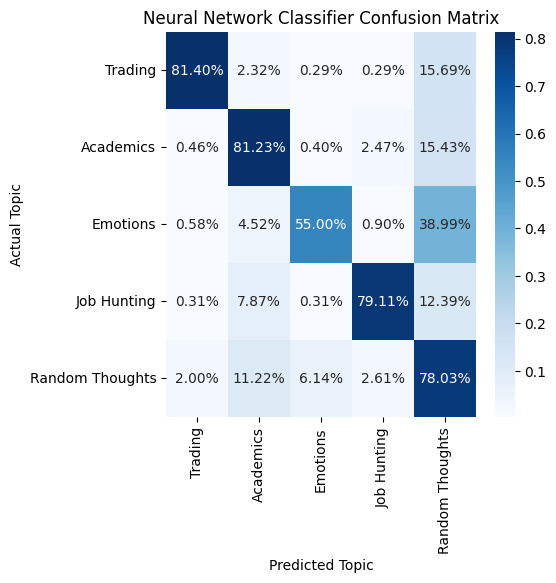 Neural Network Classifier Confusion Matrix
Actual Topic
Trading 81.40% 2.32% 0.29% 0.29% 15.69%
Academics 0.46% 81.23% 0.40% 2.47% 15.43%
Emotions 0.58% 4.52% 55.00% 0.90% 38.99%
Job Hunting 0.31% 7.87% 0.31% 79.11% 12.39%
Random Thoughts 2.00% 11.22% 6.14% 2.61% 78.03%
Trading Academics Emotions Job Hunting Random Thoughts
Predicted Topic
0.8
0.7
0.6
0.5
0.4
0.3
0.2
0.1